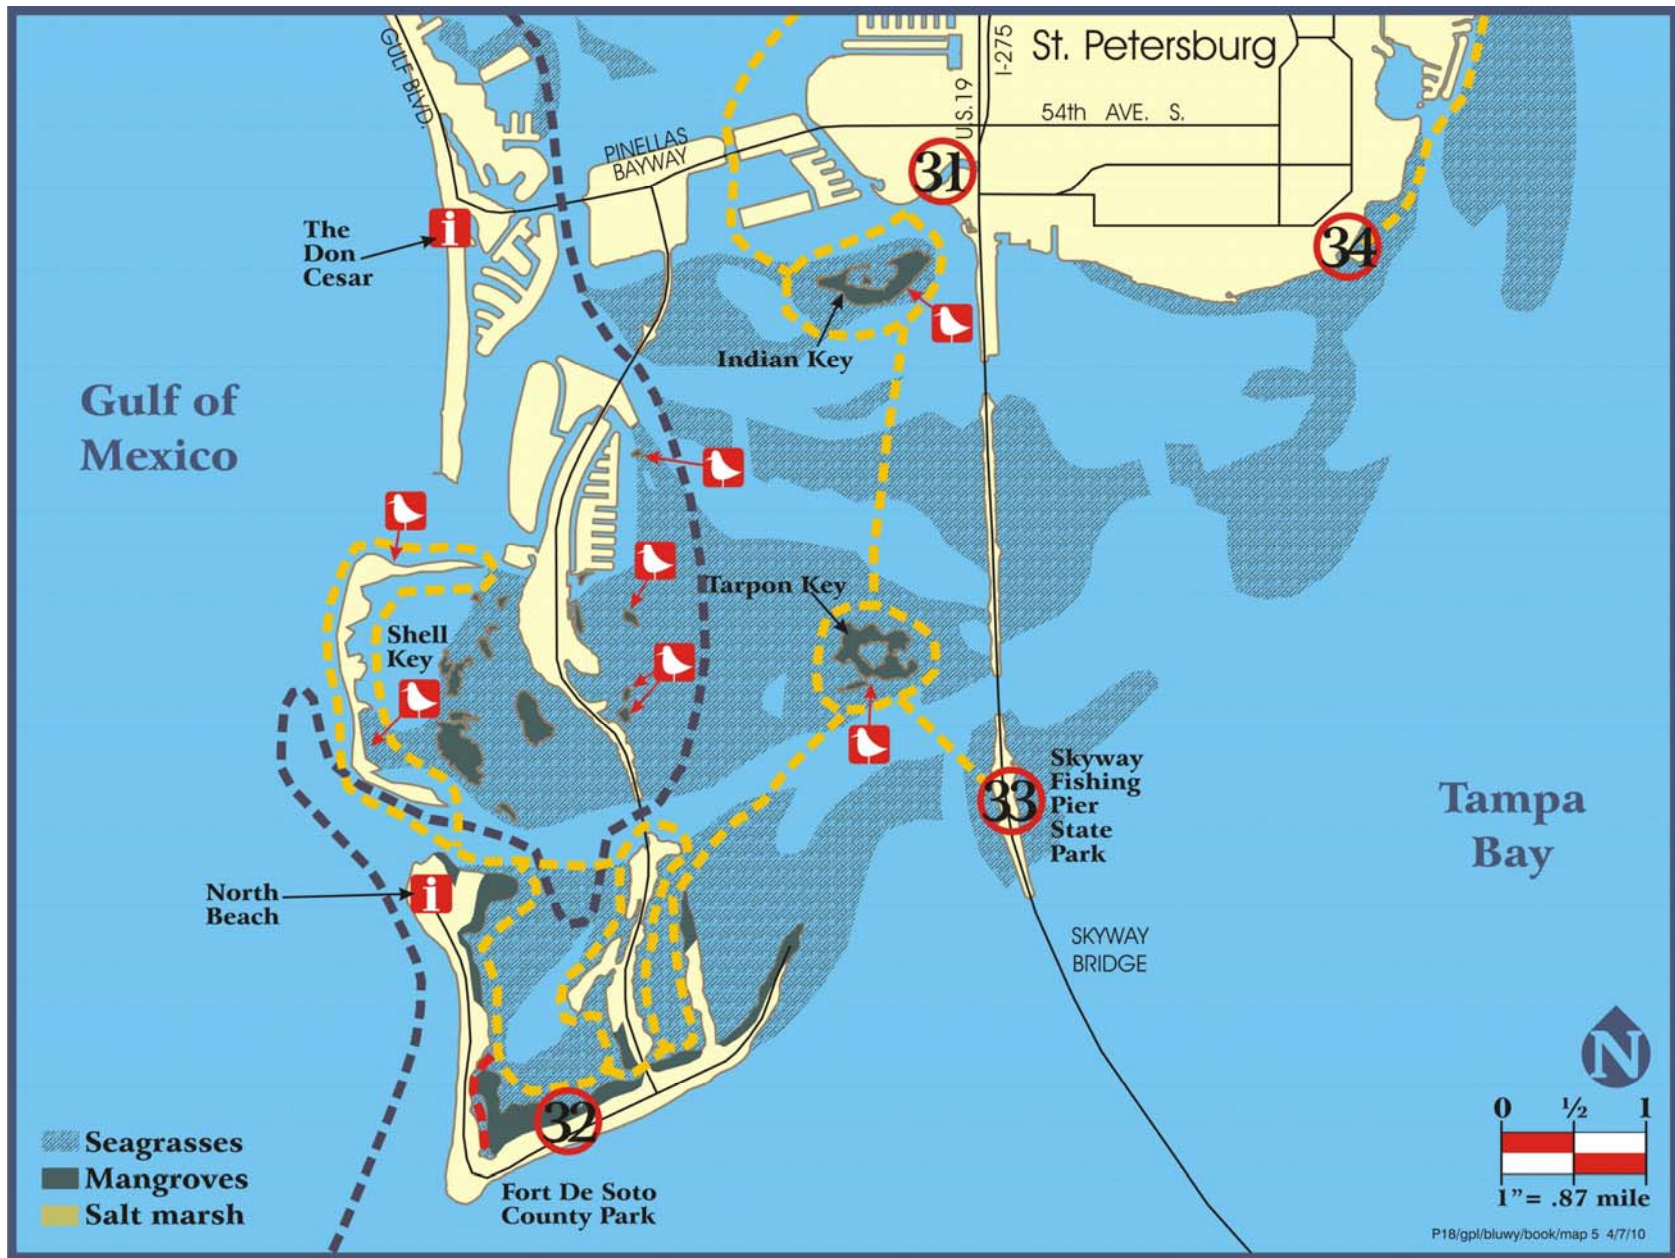 St. Petersburg
GULF BLVD.
I-275
U.S.19
54th AVE. S.
PINELLAS
BAYWAY
31
The
Don
Cesar
i
34
Indian Key
Gulf of
Mexico
Tarpon Key
Shell
Key
Skyway
Fishing
Pier
State
Park
33
Tampa
Bay
North
Beach
i
SKYWAY
BRIDGE
32
Fort De Soto
County Park
Seagrasses
Mangroves
Salt marsh
N
0 ½ 1
1"= .87 mile
P18/gpl/bluwy/book/map 5 4/7/10